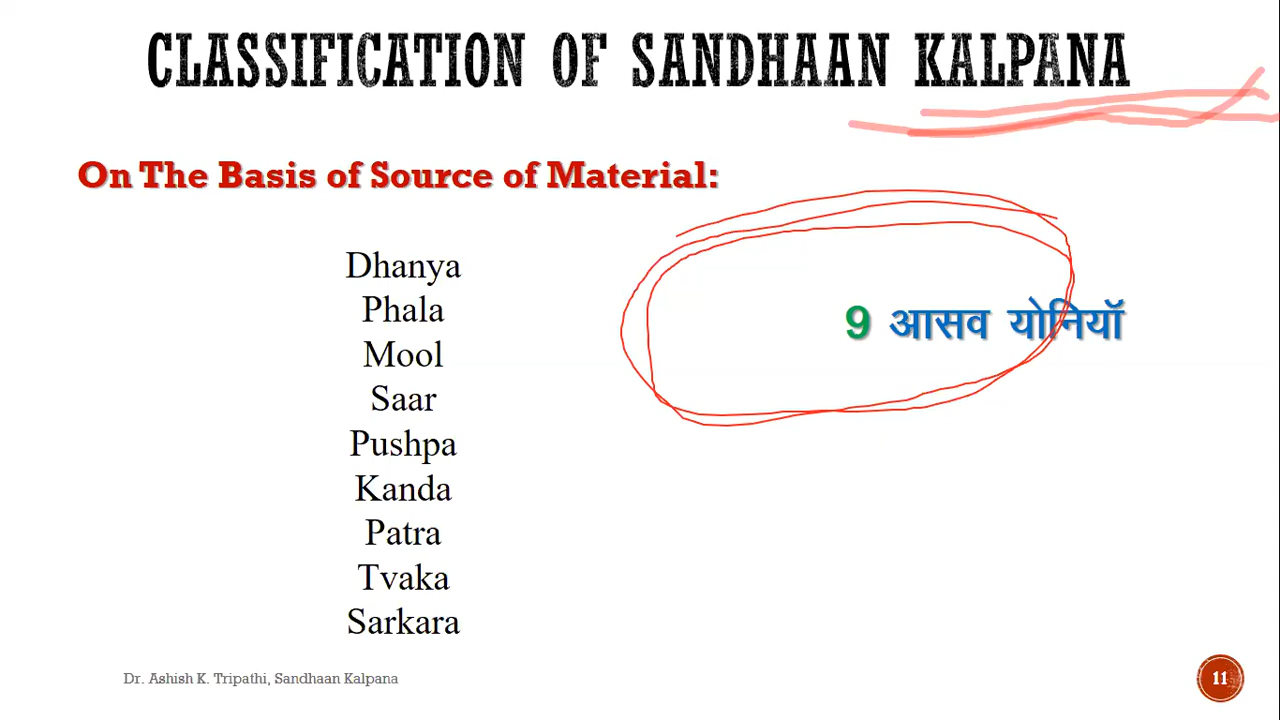 CLASSIFICATION OF SANDHAAN KALPANA
On The Basis of Source of Material:
Dhanya
Phala
Mool
Saar
Pushpa
Kanda
Patra
Tvaka
Sarkara
9 आसव योनियॉ
Dr. Ashish K. Tripathi, Sandhaan Kalpana
11